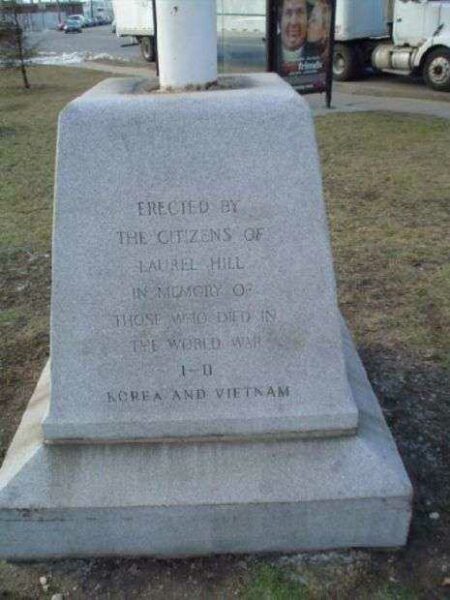 ERECTED BY
THE CITIZENS OF
LAUREL HILL
IN MEMORY OF
THOSE WHO DIED IN
THE WORLD WAR
I-II
KOREA AND VIETNAM